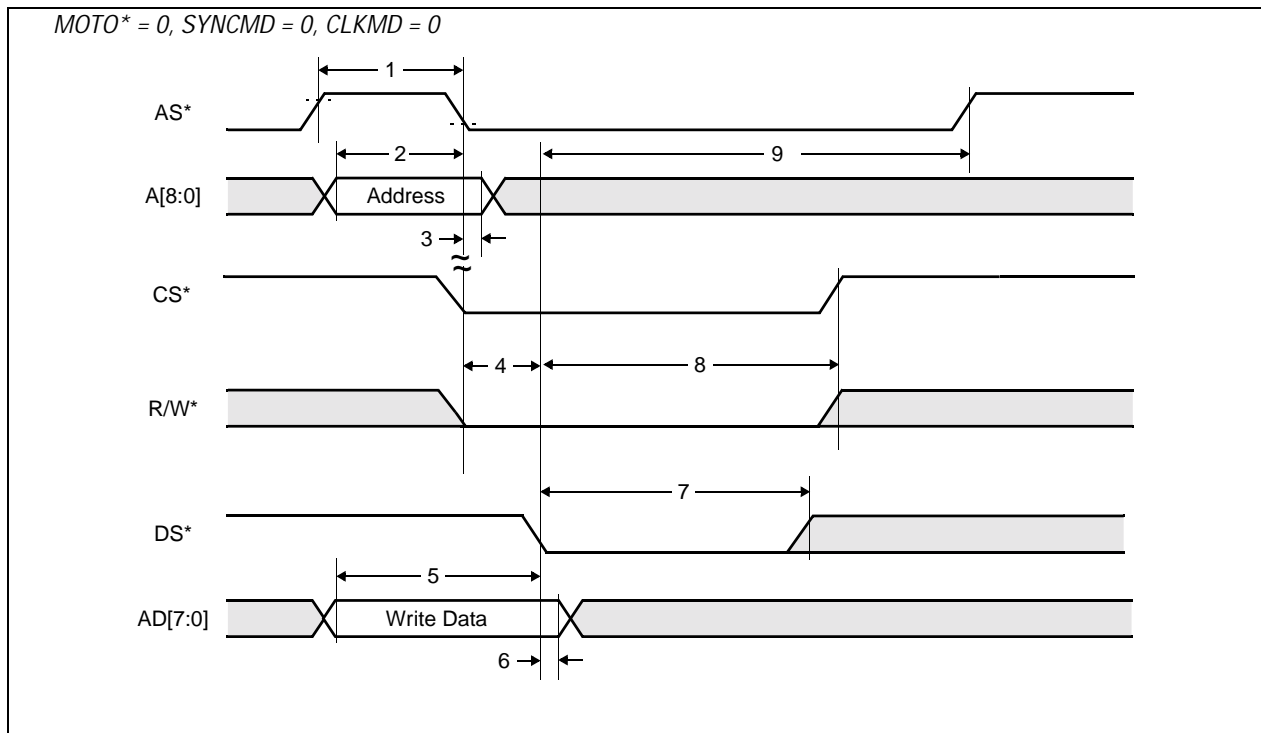 MOTO* = 0, SYNCMD = 0, CLKMD = 0
1
AS*
2
9
A[8:0]
Address
3
CS*
4
8
R/W*
7
DS*
5
AD[7:0]
Write Data
6